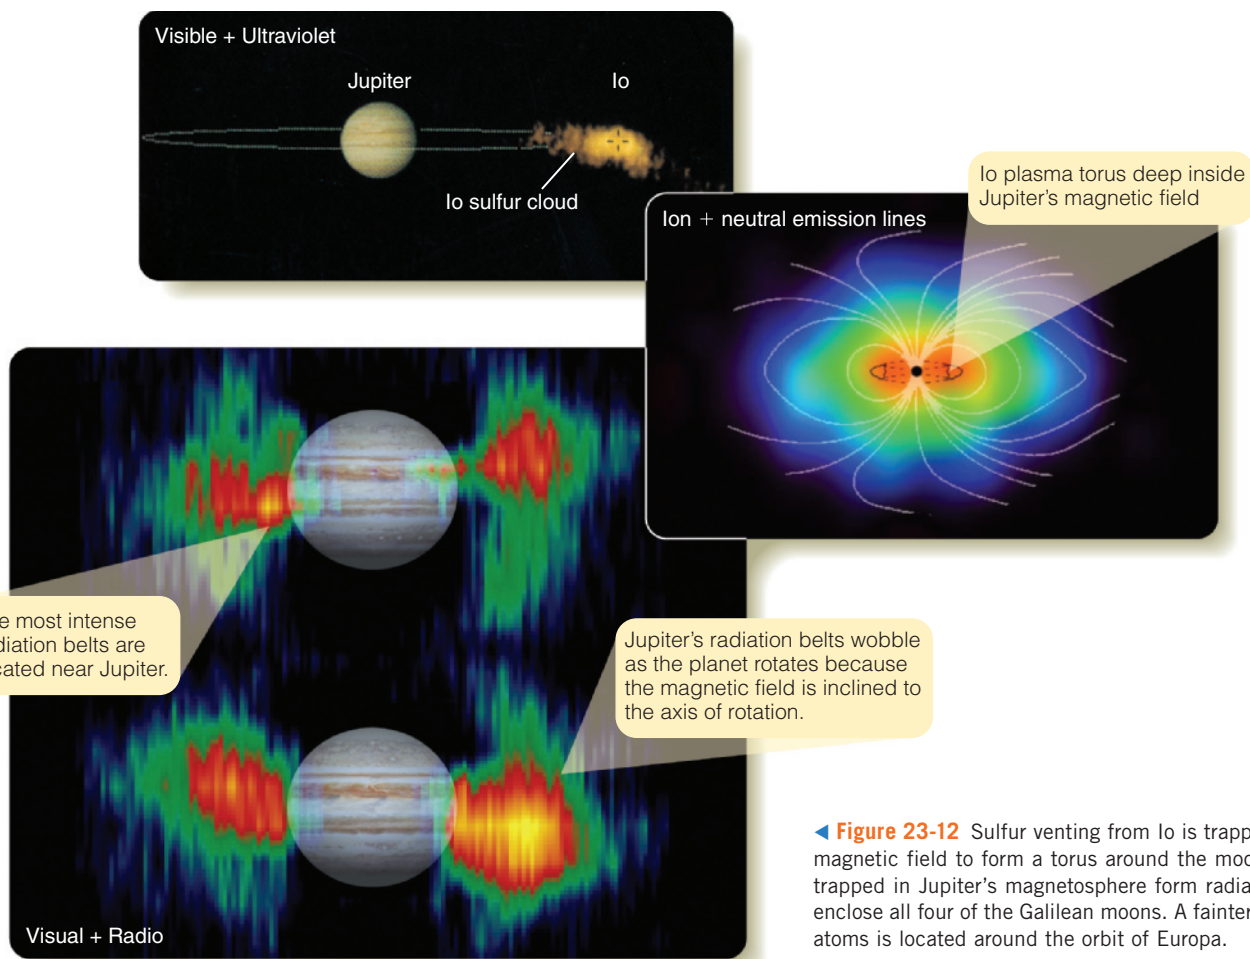 Visible + Ultraviolet
Jupiter
Io
Io sulfur cloud
Io plasma torus deep inside
Jupiter's magnetic field
Ion + neutral emission lines
e most intense
diation belts are
cated near Jupiter.
Jupiter's radiation belts wobble
as the planet rotates because
the magnetic field is inclined to
the axis of rotation.
Visual + Radio
◄ Figure 23-12 Sulfur venting from Io is trapp
magnetic field to form a torus around the moo
trapped in Jupiter's magnetosphere form radia
enclose all four of the Galilean moons. A fainter
atoms is located around the orbit of Europa.